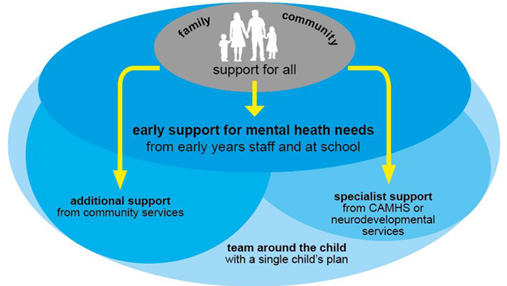 family
community
support for all
early support for mental heath needs
from early years staff and at school
additional support
from community services
specialist support
from CAMHS or
neurodevelopmental
services
team around the child
with a single child's plan